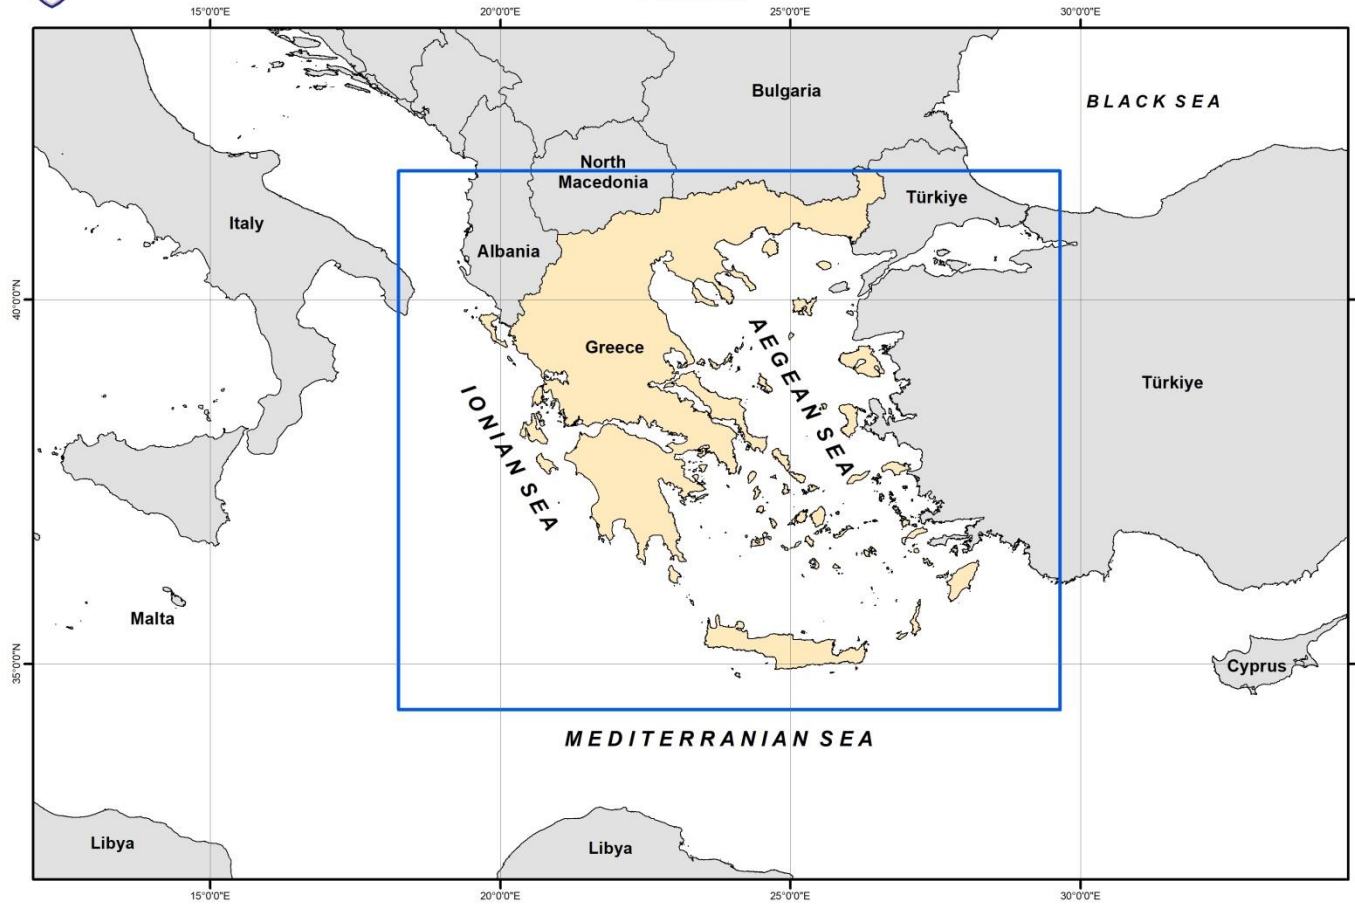 15°0'0"E 20°0'0"E 25°0'0"E 30°0'0"E
Bulgaria
BLACK SEA
North
Macedonia
Türkiye
Italy
Albania
40°0'0"N
AEGEAN SEA
Greece
Türkiye
IONIAN SEA
Malta
35°0'0"N
Cyprus
MEDITERRANIAN SEA
Libya
Libya
15°0'0"E 20°0'0"E 25°0'0"E 30°0'0"E